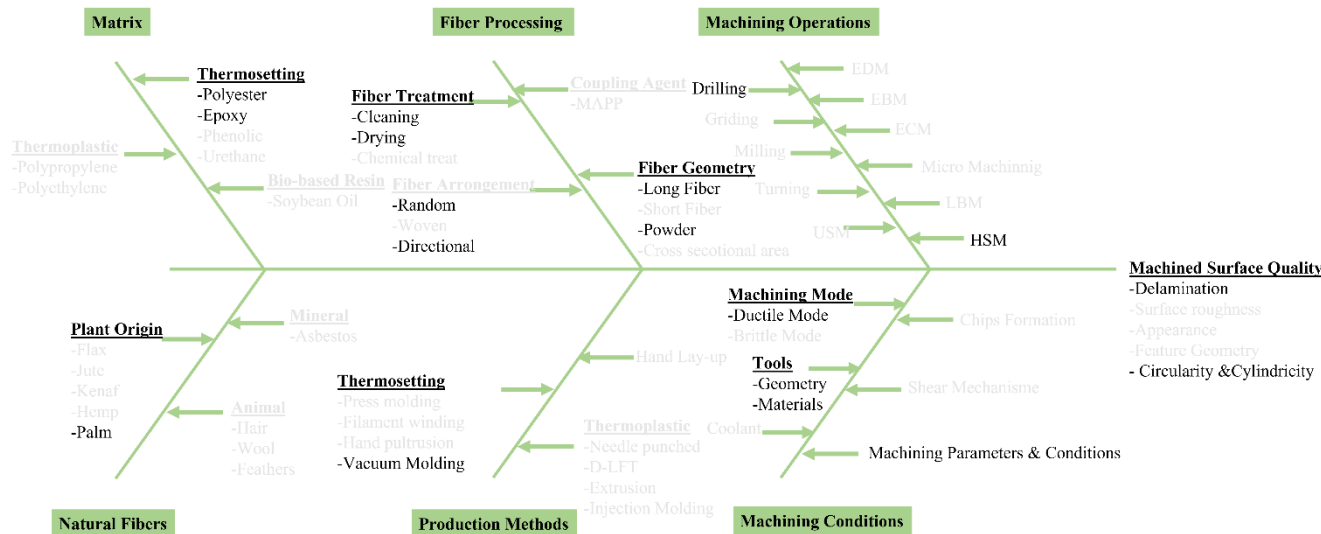 Matrix
Fiber Processing
Machining Operations
Thermosetting
-Polyester
-Epoxy
-Phenolic
-Urethane
Thermoplastic
-Polypropylene
-Polyethylene
Bio-based Resin
-Soybean Oil
Coupling Agent
-MAPP
Fiber Treatment
-Cleaning
-Drying
-Chemical treat
Fiber Arrongement
-Random
-Woven
-Directional
Fiber Geometry
-Long Fiber
-Short Fiber
-Powder
-Cross secotional area
EDM
Drilling
EBM
Griding
ECM
Milling
Micro Machinnig
Turning
LBM
USM
HSM
Machined Surface Quality
-Delamination
-Surface roughness
-Appearance
-Feature Geometry
- Circularity &Cylindricity
Mineral
-Asbestos
Plant Origin
-Flax
-Jute
-Kenaf
-Hemp
-Palm
Animal
-Hair
-Wool
-Feathers
Hand Lay-up
Thermosetting
-Press molding
-Filament winding
-Hand pultrusion
-Vacuum Molding
Thermoplastic
-Needle punched
-D-LFT
-Extrusion
-Injection Molding
Machining Mode
-Ductile Mode
-Brittle Mode
Chips Formation
Tools
-Geometry
-Materials
Shear Mechanisme
Coolant
Machining Parameters & Conditions
Natural Fibers
Production Methods
Machining Conditions